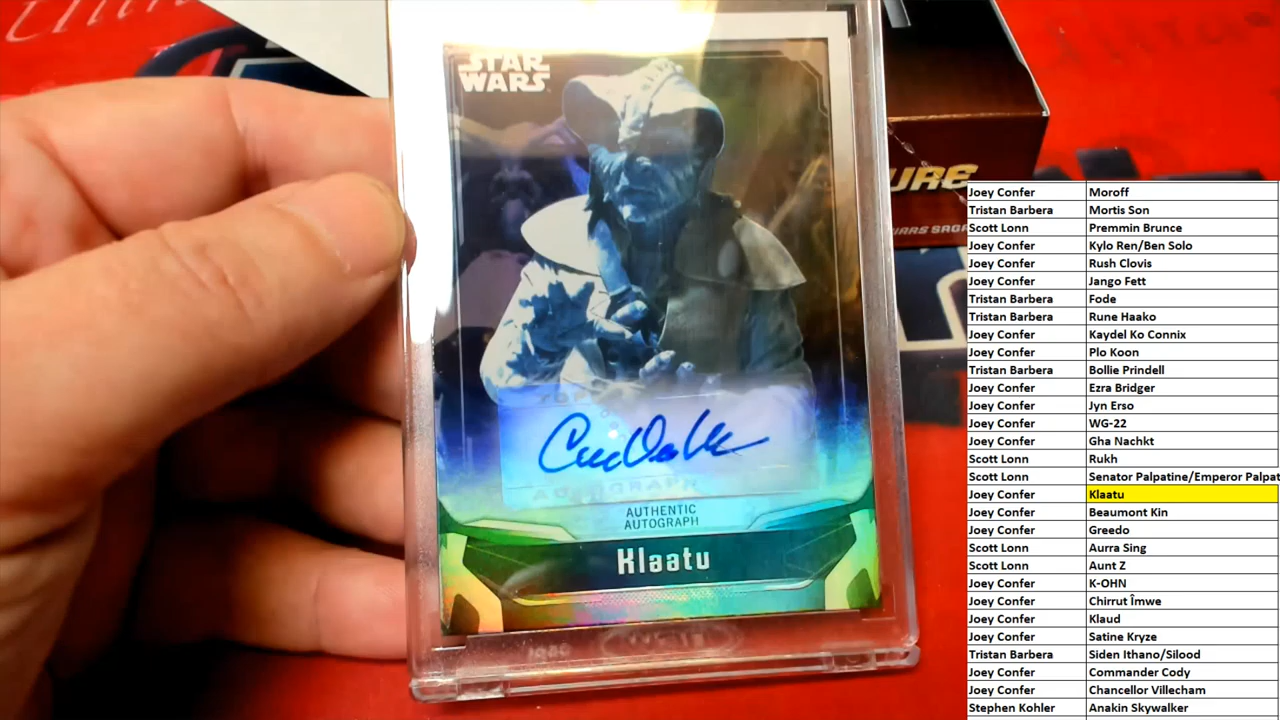 STAR
WARS
AUTHENTIC
AUTOGRAPH
Klaatu
URE
WARS SAGA
Joey Confer Moroff
Tristan Barbera Mortis Son
Scott Lonn Premmin Brunce
Joey Confer Kylo Ren/Ben Solo
Joey Confer Rush Clovis
Joey Confer Jango Fett
Tristan Barbera Fode
Tristan Barbera Rune Haako
Joey Confer Kaydel Ko Connix
Joey Confer Plo Koon
Tristan Barbera Bollie Prindell
Joey Confer Ezra Bridger
Joey Confer Jyn Erso
Joey Confer WG-22
Joey Confer Gha Nachkt
Scott Lonn Rukh
Scott Lonn Senator Palpatine/Emperor Palpat
Joey Confer Klaatu
Joey Confer Beaumont Kin
Joey Confer Greedo
Scott Lonn Aurra Sing
Scott Lonn Aunt Z
Joey Confer K-OHN
Joey Confer Chirrut Îmwe
Joey Confer Klaud
Joey Confer Satine Kryze
Tristan Barbera Siden Ithano/Silood
Joey Confer Commander Cody
Joey Confer Chancellor Villecham
Stephen Kohler Anakin Skywalker